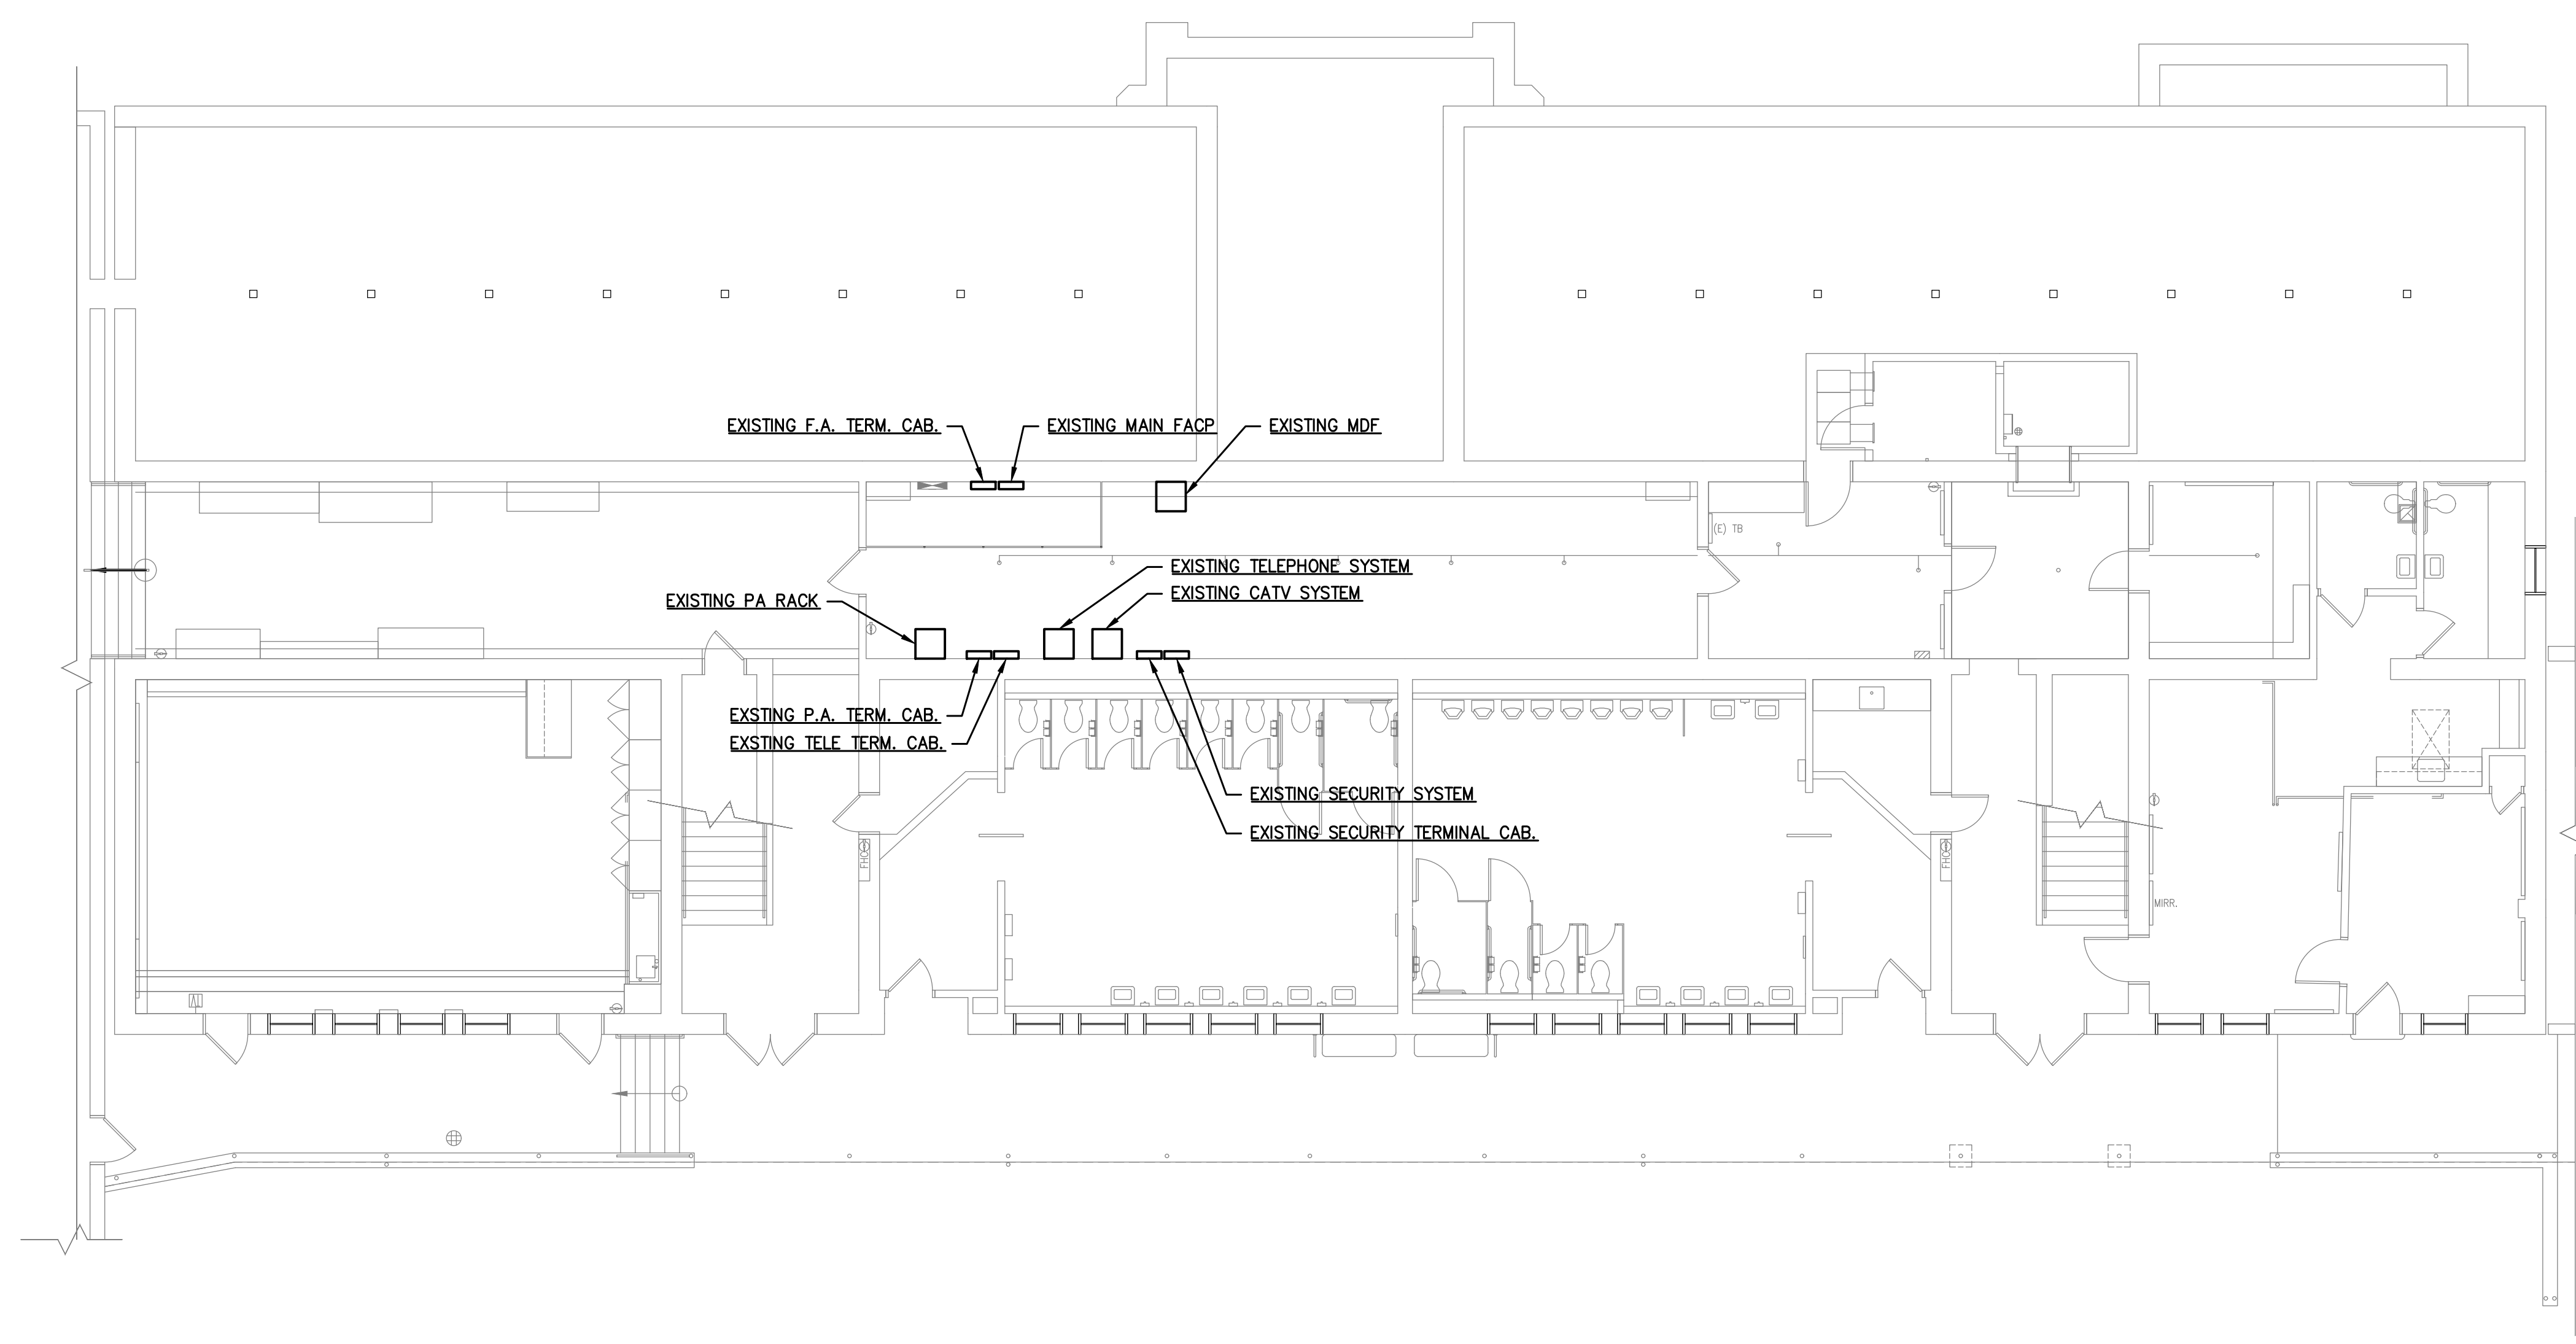 EXISTING F.A. TERM. CAB.
EXISTING MAIN FACP
EXISTING MDF
(E) TB
EXISTING TELEPHONE SYSTEM
EXISTING CATV SYSTEM
EXISTING PA RACK
EXSTING P.A. TERM. CAB.
EXSTING TELE TERM. CAB.
EXISTING SECURITY SYSTEM
EXISTING SECURITY TERMINAL CAB.
FHC
FHC
MIRR.